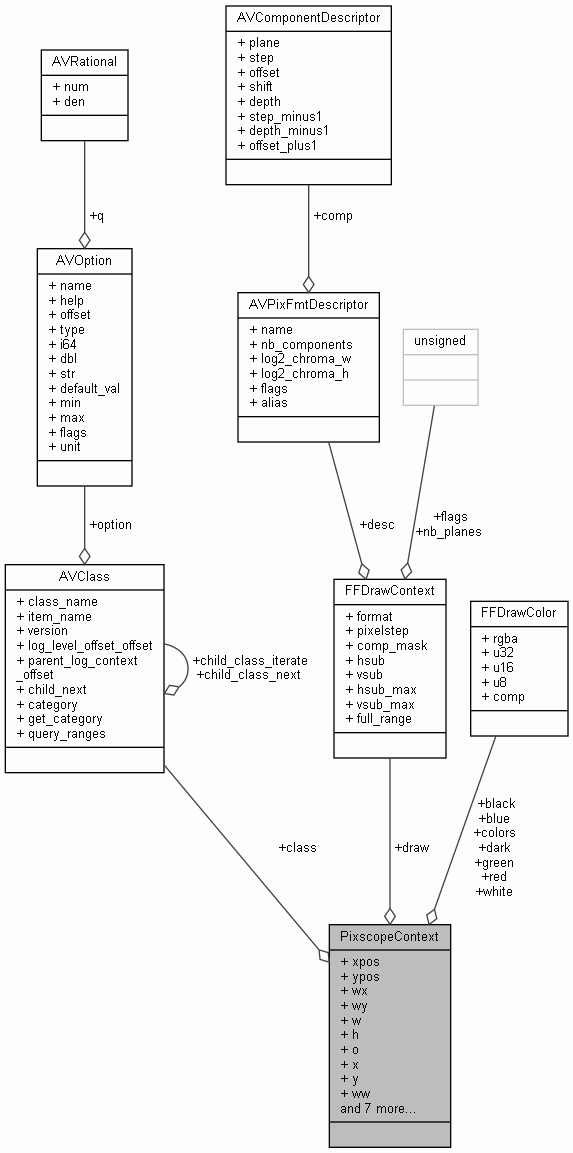 AVComponentDescriptor
+ plane
+ step
+ offset
+ shift
+ depth
+ step_minus1
+ depth_minus1
+ offset_plus1
AVRational
+ num
+ den
+q
+comp
AVOption
+ name
+ help
+ offset
+ type
+ i64
+ dbl
+ str
+ default_val
+ min
+ max
+ flags
+ unit
AVPixFmtDescriptor
+ name
+ nb_components
+ log2_chroma_w
+ log2_chroma_h
+ flags
+ alias
unsigned
+option
+desc
+flags
+nb_planes
AVClass
+ class_name
+ item_name
+ version
+ log_level_offset_offset
+ parent_log_context
_offset
+ child_next
+ category
+ get_category
+ query_ranges
+child_class_iterate
+child_class_next
FFDrawContext
+ format
+ pixelstep
+ comp_mask
+ hsub
+ vsub
+ hsub_max
+ vsub_max
+ full_range
FFDrawColor
+ rgba
+ u32
+ u16
+ u8
+ comp
+class
+draw
+black
+blue
+colors
+dark
+green
+red
+white
PixscopeContext
+ xpos
+ ypos
+ wx
+ wy
+ w
+ h
+ o
+ x
+ y
+ ww
and 7 more...